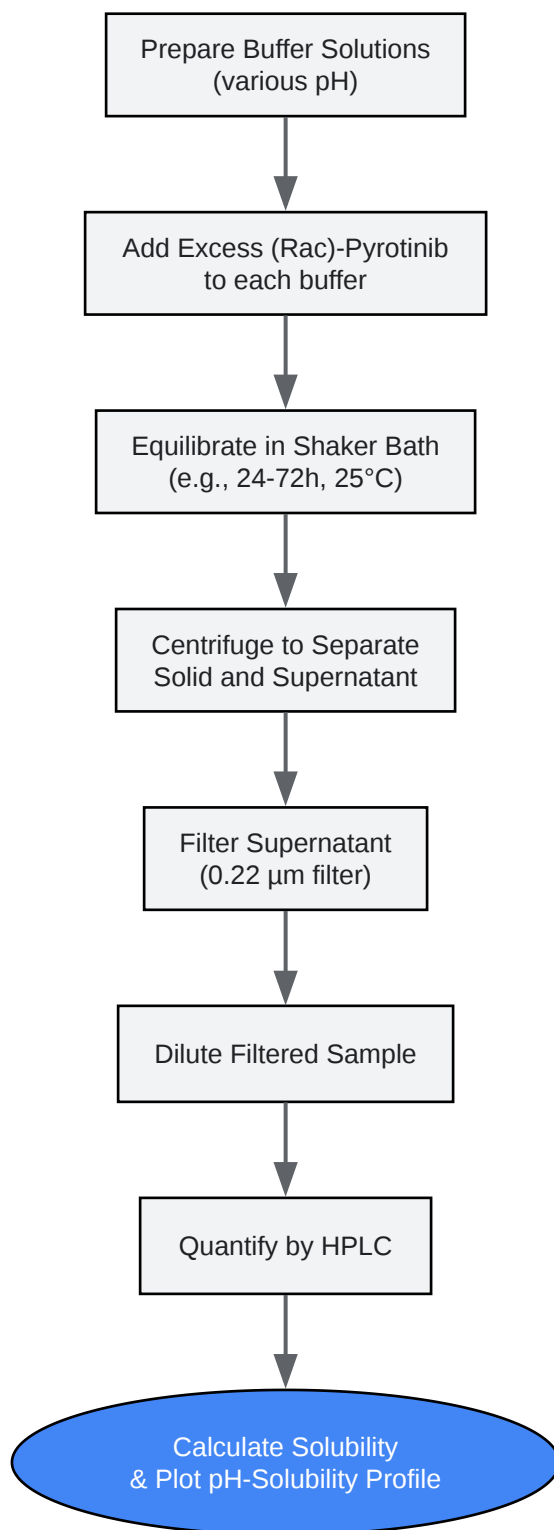 Prepare Buffer Solutions
(various pH)
Add Excess (Rac)-Pyrotinib
to each buffer
Equilibrate in Shaker Bath
(e.g., 24-72h, 25°C)
Centrifuge to Separate
Solid and Supernatant
Filter Supernatant
(0.22 µm filter)
Dilute Filtered Sample
Quantify by HPLC
Calculate Solubility
& Plot pH-Solubility Profile